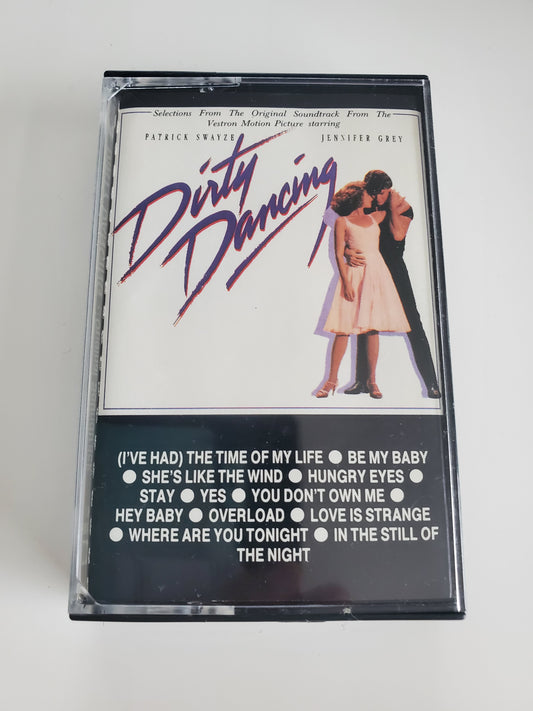 Selections From The Original Soundtrack From The
Vestron Motion Picture starring
PATRICK SWAYZE JENNIFER GREY
Dirty
Dancing
(I'VE HAD) THE TIME OF MY LIFE ● BE MY BABY
● SHE'S LIKE THE WIND ● HUNGRY EYES ●
STAY ● YES ● YOU DON'T OWN ME ●
HEY BABY ● OVERLOAD ● LOVE IS STRANGE
● WHERE ARE YOU TONIGHT ● IN THE STILL OF
THE NIGHT